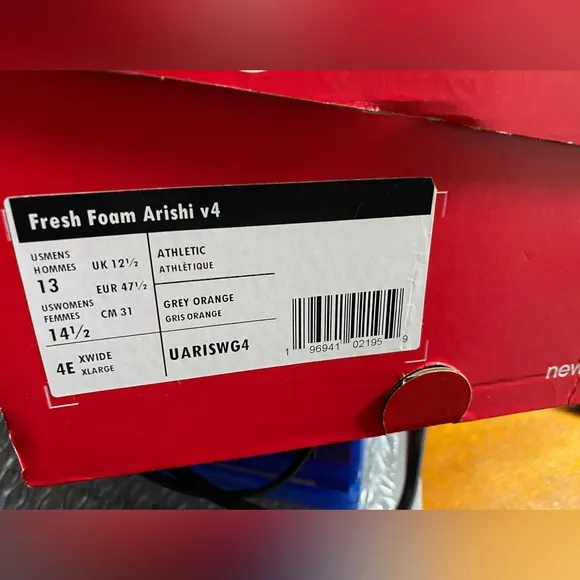 Fresh Foam Arishi v4
USMENS
HOMMES
13
UK 12½
EUR 47½
USWOMENS
FEMMES
14½
CM 31
4E
XWIDE
XLARGE
ATHLETIC
ATHLÈTIQUE
GREY ORANGE
GRIS ORANGE
UARISWG4
1 96941 02195 9
new